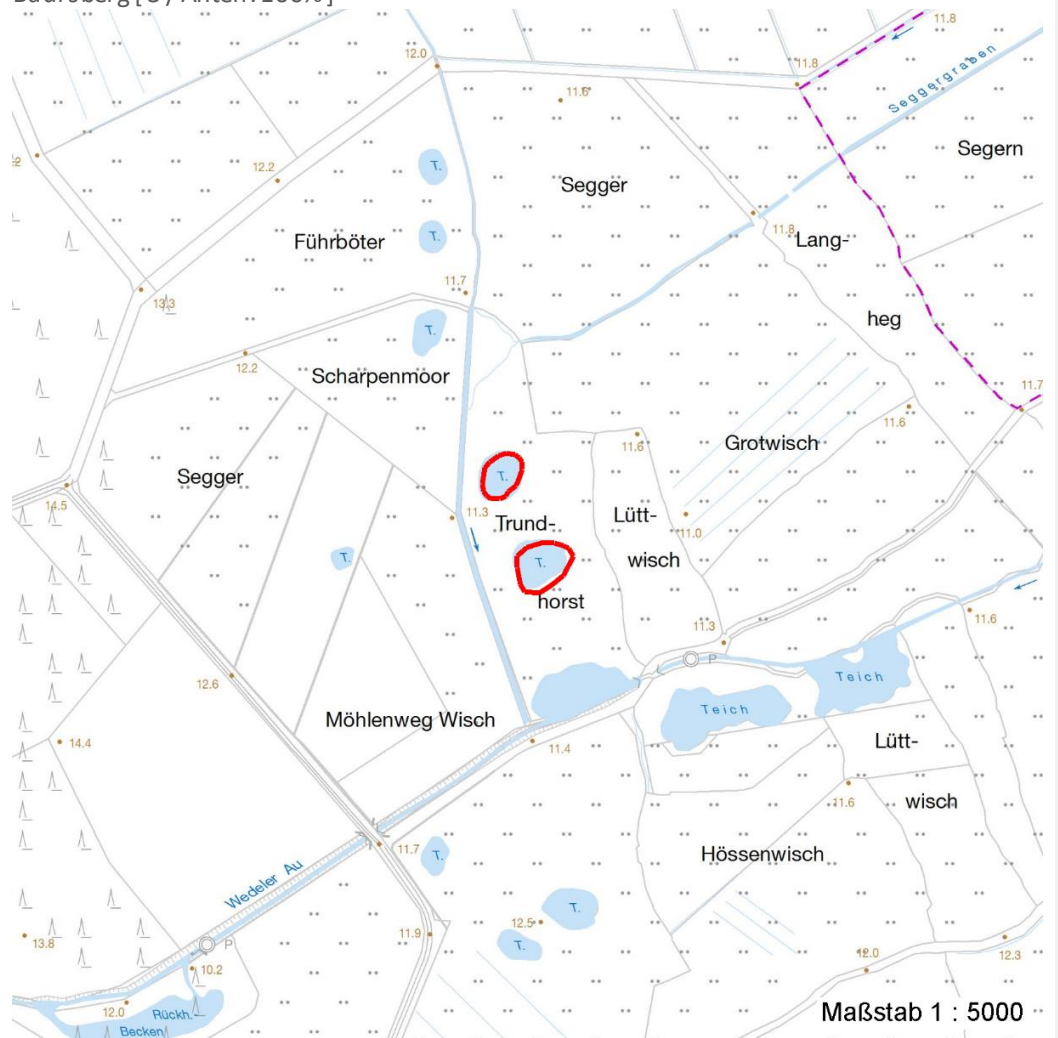 11.8
12.0
11.8
11.6
Seggergraben
Segern
12.2
T.
Segger
Führböter
T.
11.8
Lang-
11.7
13.3
heg
T.
12.2
Scharpenmoor
11.7
11.6
11.6
Grotwisch
Segger
T.
14.5
11.3
Trund-
Lütt-
11.0
T.
T.
wisch
horst
11.6
11.3
P
12.6
Teich
Teich
Möhlenweg Wisch
14.4
11.4
Lütt-
11.6
wisch
11.7
T.
Hössenwisch
Wedeler Au
T.
12.5
11.9
T.
13.8
P
12.3
12.0
10.2
12.0
Rückh.
Becken
Maßstab 1 : 5000